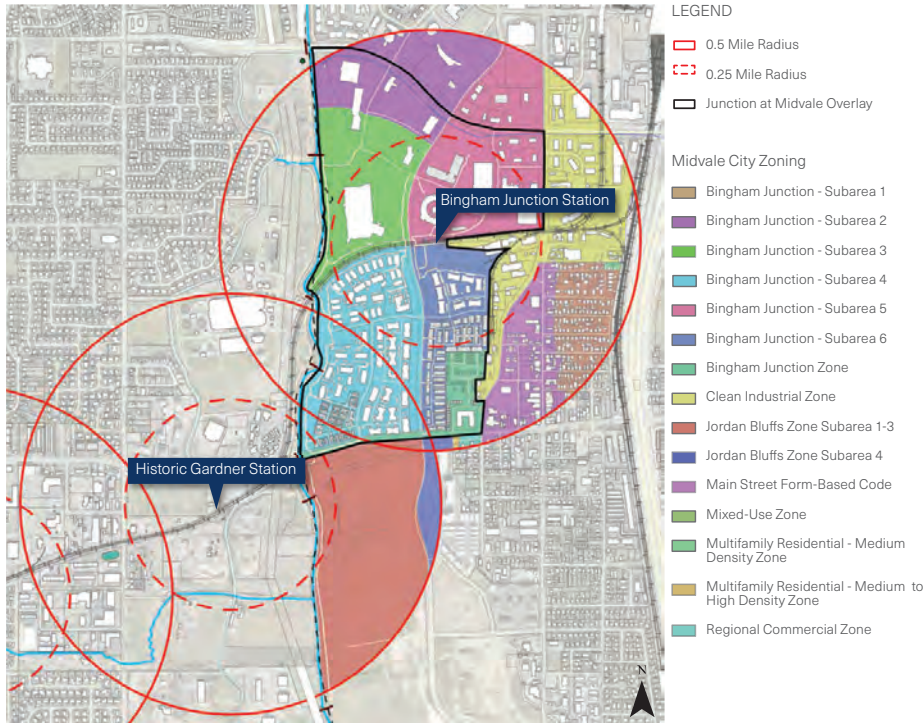 LEGEND
0.5 Mile Radius
0.25 Mile Radius
Junction at Midvale Overlay
Midvale City Zoning
Bingham Junction - Subarea 1
Bingham Junction - Subarea 2
Bingham Junction - Subarea 3
Bingham Junction - Subarea 4
Bingham Junction - Subarea 5
Bingham Junction - Subarea 6
Bingham Junction Zone
Clean Industrial Zone
Jordan Bluffs Zone Subarea 1-3
Jordan Bluffs Zone Subarea 4
Main Street Form-Based Code
Mixed-Use Zone
Multifamily Residential - Medium
Density Zone
Multifamily Residential - Medium to
High Density Zone
Regional Commercial Zone
Bingham Junction Station
Historic Gardner Station
N